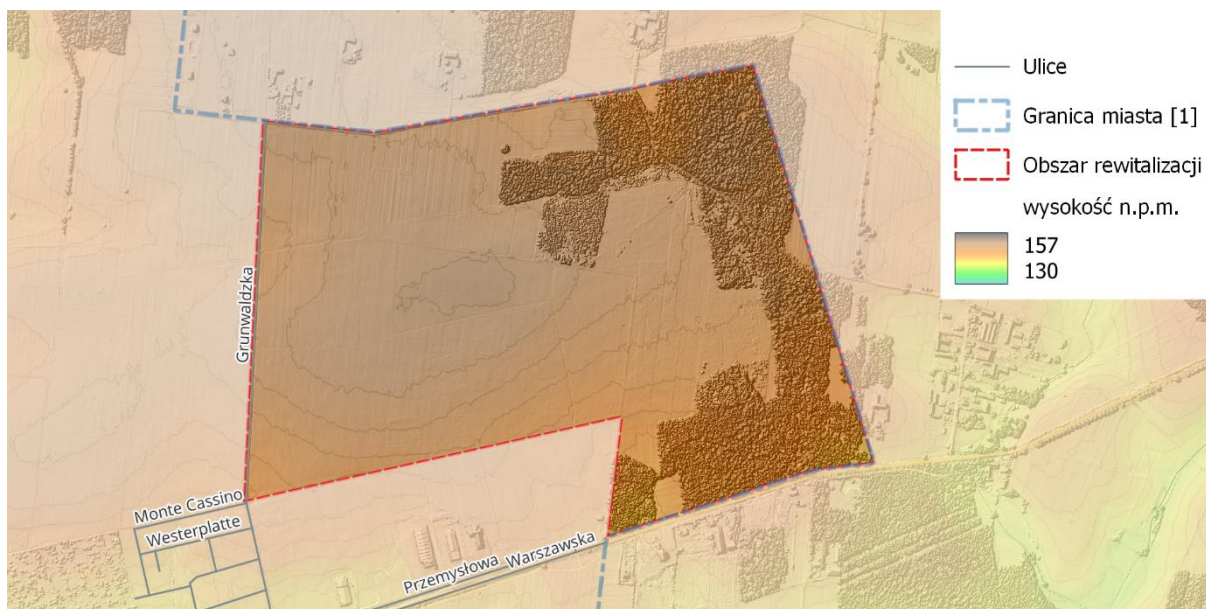 Ulice
Granica miasta [1]
Obszar rewitalizacji
wysokość n.p.m.
157
130
Grunwaldzka
Monte Cassino
Westerplatte
Przemysłowa
Warszawska